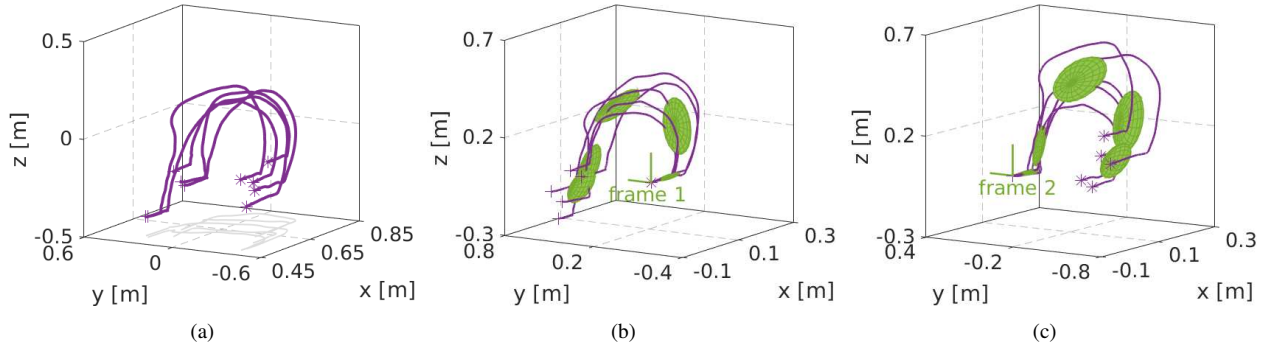 0.5
0
-0.5
z [m]
0.6
0
-0.6
y [m]
0.45
0.65
0.85
x [m]
(a)
0.7
0.2
-0.3
z [m]
0.8
0.2
-0.4
y [m]
-0.1
0.1
0.3
x [m]
frame 1
(b)
0.7
0.2
-0.3
z [m]
0.4
-0.2
-0.8
y [m]
-0.1
0.1
0.3
x [m]
frame 2
(c)